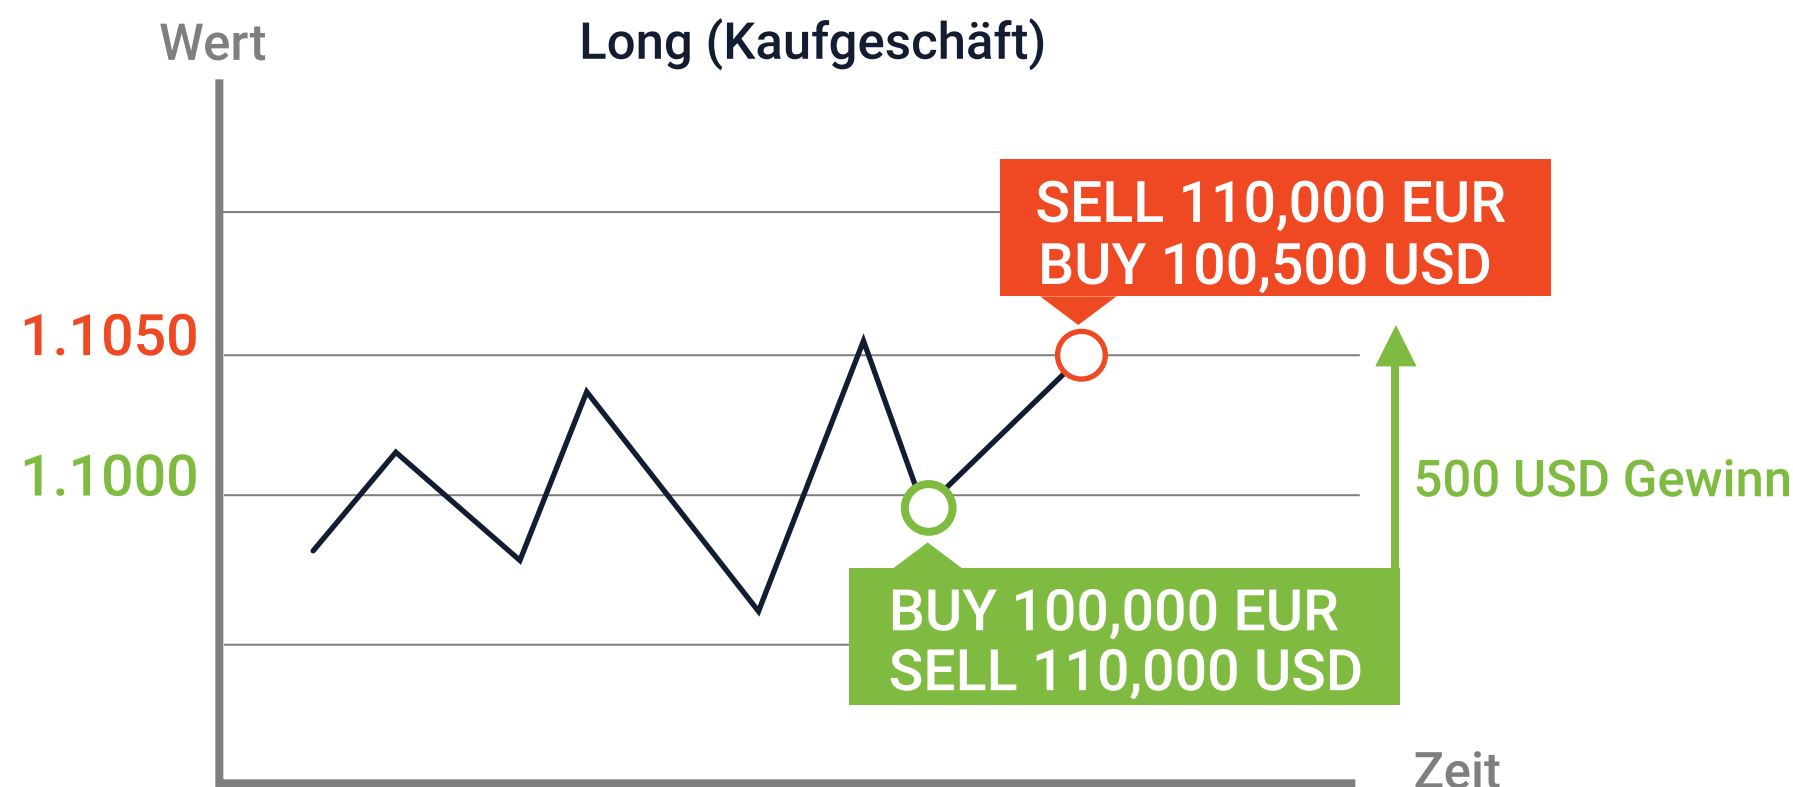 Wert
Long (Kaufgeschäft)
SELL 110,000 EUR
BUY 100,500 USD
1.1050
1.1000
500 USD Gewinn
BUY 100,000 EUR
SELL 110,000 USD
Zeit